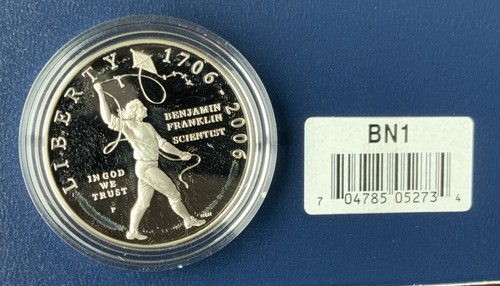 LIBERTY 1706-2006
BENJAMIN
FRANKLIN
SCIENTIST
IN GOD
WE
TRUST
P
BN1
7 04785 05273 4